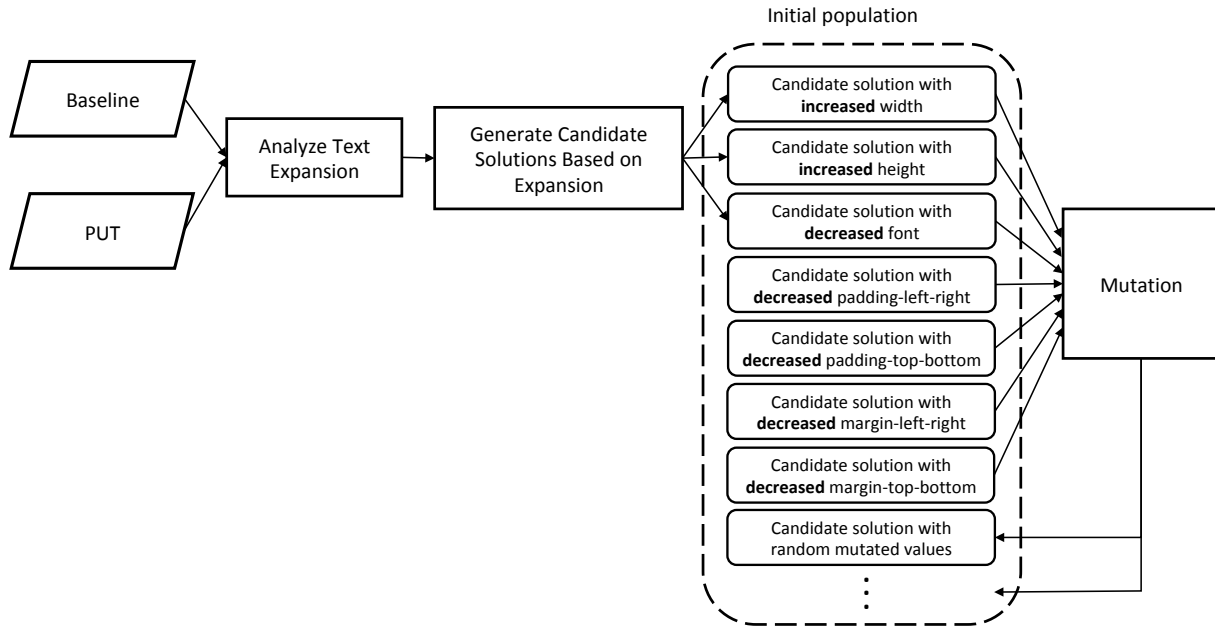 Initial population
Baseline
PUT
Analyze Text
Expansion
Generate Candidate
Solutions Based on
Expansion
Candidate solution with
increased width
Candidate solution with
increased height
Candidate solution with
decreased font
Candidate solution with
decreased padding-left-right
Candidate solution with
decreased padding-top-bottom
Candidate solution with
decreased margin-left-right
Candidate solution with
decreased margin-top-bottom
Candidate solution with
random mutated values
Mutation